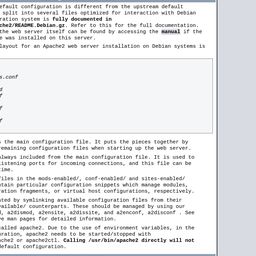 efault configuration is different from the upstream default
split into several files optimized for interaction with Debian
ration system is fully documented in
che2/README.Debian.gz. Refer to this for the full documentation.
the web server itself can be found by accessing the manual if the
e was installed on this server.
layout for an Apache2 web server installation on Debian systems is
s.conf
d
f
f
f
s the main configuration file. It puts the pieces together by
remaining configuration files when starting up the web server.
always included from the main configuration file. It is used to
listening ports for incoming connections, and this file can be
time.
files in the mods-enabled/, conf-enabled/ and sites-enabled/
ntain particular configuration snippets which manage modules,
ration fragments, or virtual host configurations, respectively.
ated by symlinking available configuration files from their
vailable/ counterparts. These should be managed by our
d, a2dismod, a2ensite, a2dissite, and a2enconf, a2disconf . See
ve man pages for detailed information.
called apache2. Due to the use of environment variables, in the
uration, apache2 needs to be started/stopped with
ache2 or apache2ctl. Calling /usr/bin/apache2 directly will not
default configuration.